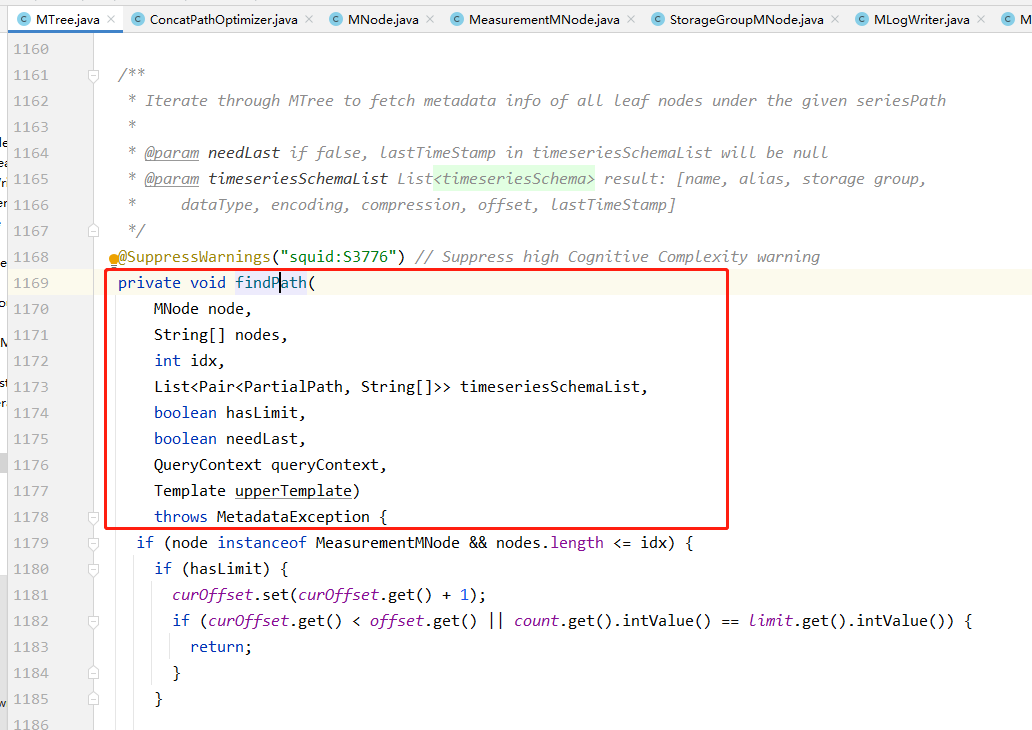 MTree.java ConcatPathOptimizer.java MNode.java MeasurementMNode.java StorageGroupMNode.java MLogWriter.java
1160
1161 /**
1162 * Iterate through MTree to fetch metadata info of all leaf nodes under the given seriesPath
1163 *
1164 * @param needLast if false, lastTimeStamp in timeseriesSchemaList will be null
1165 * @param timeseriesSchemaList List<timeseriesSchema> result: [name, alias, storage group,
1166 * dataType, encoding, compression, offset, lastTimeStamp]
1167 */
1168 @SuppressWarnings("squid:S3776") // Suppress high Cognitive Complexity warning
1169 private void findPath(
1170 MNode node,
1171 String[] nodes,
1172 int idx,
1173 List<Pair<PartialPath, String[]>> timeseriesSchemaList,
1174 boolean hasLimit,
1175 boolean needLast,
1176 QueryContext queryContext,
1177 Template upperTemplate)
1178 throws MetadataException {
1179 if (node instanceof MeasurementMNode && nodes.length <= idx) {
1180 if (hasLimit) {
1181 curOffset.set(curOffset.get() + 1);
1182 if (curOffset.get() < offset.get() || count.get().intValue() == limit.get().intValue()) {
1183 return;
1184 }
1185 }
1186